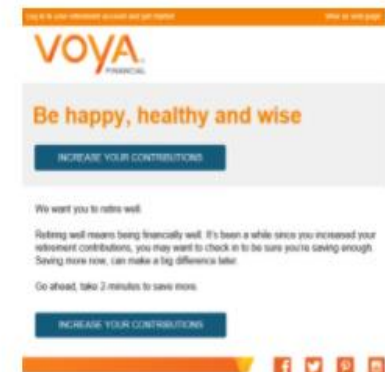 Log in to your retirement account and get started
View as web page
VOYA
FINANCIAL
Be happy, healthy and wise
INCREASE YOUR CONTRIBUTIONS
We want you to retire well.
Retiring well means being financially well. It's been a while since you increased your
retirement contributions, you may want to check in to be sure you're saving enough.
Saving more now, can make a big difference later.
Go ahead, take 2 minutes to save more.
INCREASE YOUR CONTRIBUTIONS